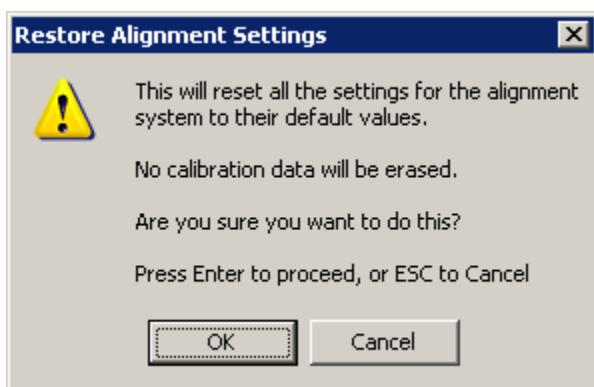 Restore Alignment Settings
This will reset all the settings for the alignment
system to their default values.
No calibration data will be erased.
Are you sure you want to do this?
Press Enter to proceed, or ESC to Cancel
OK
Cancel